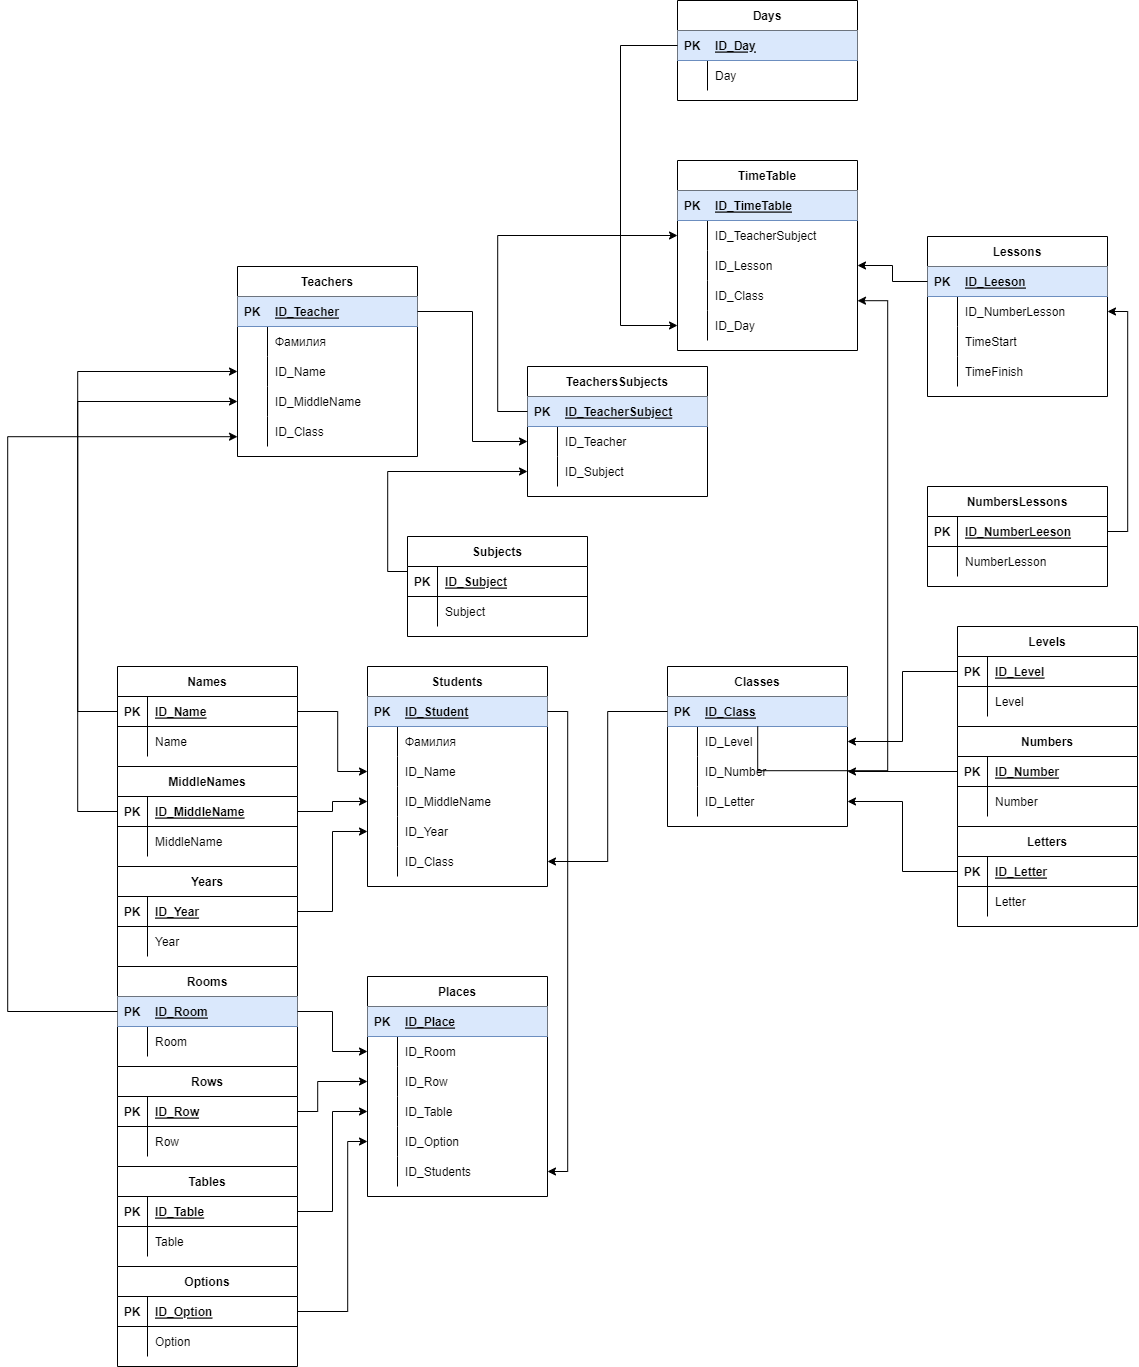 Days
PK ID_Day
Day
TimeTable
PK ID_TimeTable
ID_TeacherSubject
ID_Lesson
ID_Class
ID_Day
Lessons
PK ID_Leeson
ID_NumberLesson
TimeStart
TimeFinish
Teachers
PK ID_Teacher
Фамилия
ID_Name
ID_MiddleName
ID_Class
TeachersSubjects
PK ID_TeacherSubject
ID_Teacher
ID_Subject
NumbersLessons
PK ID_NumberLeeson
NumberLesson
Subjects
PK ID_Subject
Subject
Names
PK ID_Name
Name
MiddleNames
PK ID_MiddleName
MiddleName
Years
PK ID_Year
Year
Rooms
PK ID_Room
Room
Rows
PK ID_Row
Row
Tables
PK ID_Table
Table
Options
PK ID_Option
Option
Students
PK ID_Student
Фамилия
ID_Name
ID_MiddleName
ID_Year
ID_Class
Places
PK ID_Place
ID_Room
ID_Row
ID_Table
ID_Option
ID_Students
Classes
PK ID_Class
ID_Level
ID_Number
ID_Letter
Levels
PK ID_Level
Level
Numbers
PK ID_Number
Number
Letters
PK ID_Letter
Letter